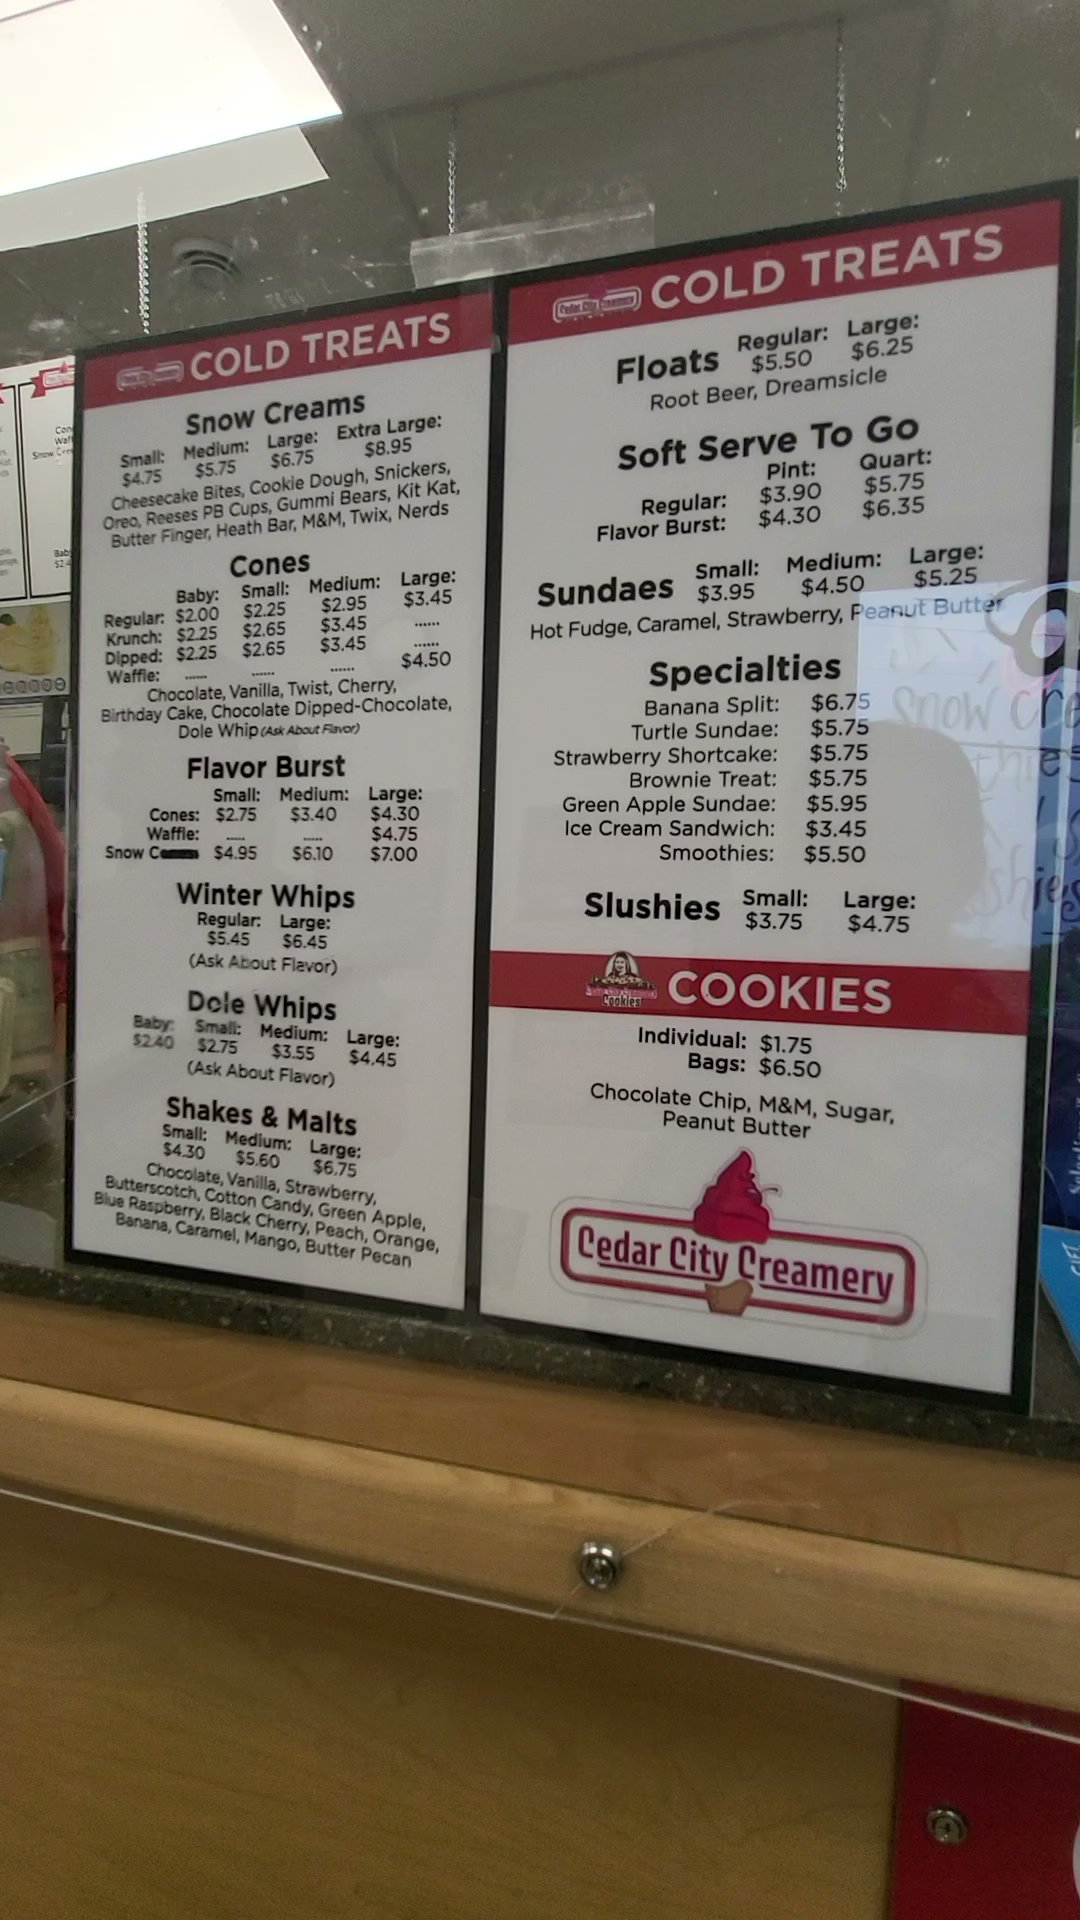 COLD TREATS
Snow Creams
Small: Medium: Large: Extra Large:
$4.75 $5.75 $6.75 $8.95
Cheesecake Bites, Cookie Dough, Snickers,
Oreo, Reeses PB Cups, Gummi Bears, Kit Kat,
Butter Finger, Heath Bar, M&M, Twix, Nerds
Cones
Baby: Small: Medium: Large:
Regular: $2.00 $2.25 $2.95 $3.45
Krunch: $2.25 $2.65 $3.45 ......
Dipped: $2.25 $2.65 $3.45 ......
Waffle: ...... ...... ...... $4.50
Chocolate, Vanilla, Twist, Cherry,
Birthday Cake, Chocolate Dipped-Chocolate,
Dole Whip (Ask About Flavor)
Flavor Burst
Small: Medium: Large:
Cones: $2.75 $3.40 $4.30
Waffle: ...... ...... $4.75
Snow $4.95 $6.10 $7.00
Winter Whips
Regular: Large:
$5.45 $6.45
(Ask About Flavor)
Dole Whips
Baby: Small: Medium: Large:
$2.40 $2.75 $3.55 $4.45
(Ask About Flavor)
Shakes & Malts
Small: Medium: Large:
$4.30 $5.60 $6.75
Chocolate, Vanilla, Strawberry,
Butterscotch, Cotton Candy, Green Apple,
Blue Raspberry, Black Cherry, Peach, Orange,
Banana, Caramel, Mango, Butter Pecan
Cedar City Creamery COLD TREATS
Floats Regular: Large:
$5.50 $6.25
Root Beer, Dreamsicle
Soft Serve To Go
Pint: Quart:
Regular: $3.90 $5.75
Flavor Burst: $4.30 $6.35
Sundaes Small: Medium: Large:
$3.95 $4.50 $5.25
Hot Fudge, Caramel, Strawberry, Peanut Butter
Specialties
Banana Split: $6.75
Turtle Sundae: $5.75
Strawberry Shortcake: $5.75
Brownie Treat: $5.75
Green Apple Sundae: $5.95
Ice Cream Sandwich: $3.45
Smoothies: $5.50
Slushies Small: Large:
$3.75 $4.75
Cookies COOKIES
Individual: $1.75
Bags: $6.50
Chocolate Chip, M&M, Sugar,
Peanut Butter
Cedar City Creamery
snow
GIFT